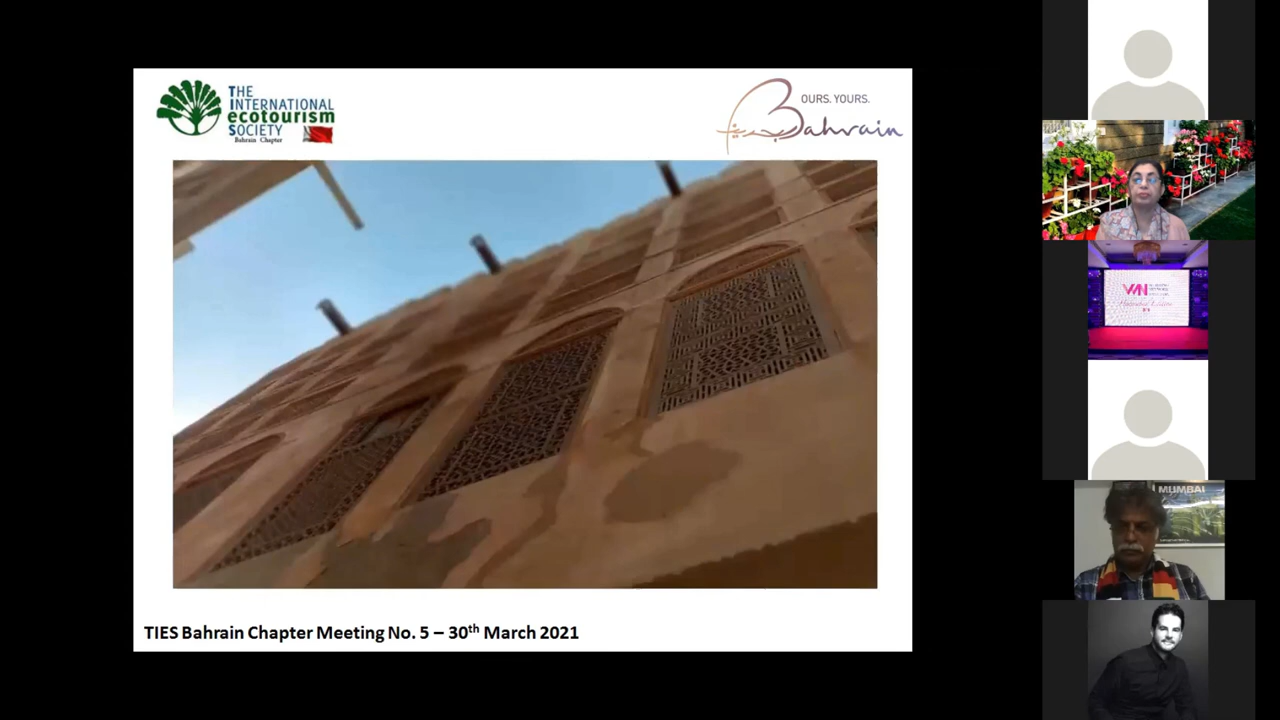 THE
INTERNATIONAL
ecotourism
SOCIETY
Bahrain Chapter
OURS. YOURS.
Bahrain
TIES Bahrain Chapter Meeting No. 5 – 30th March 2021
VAN
MUMBAI